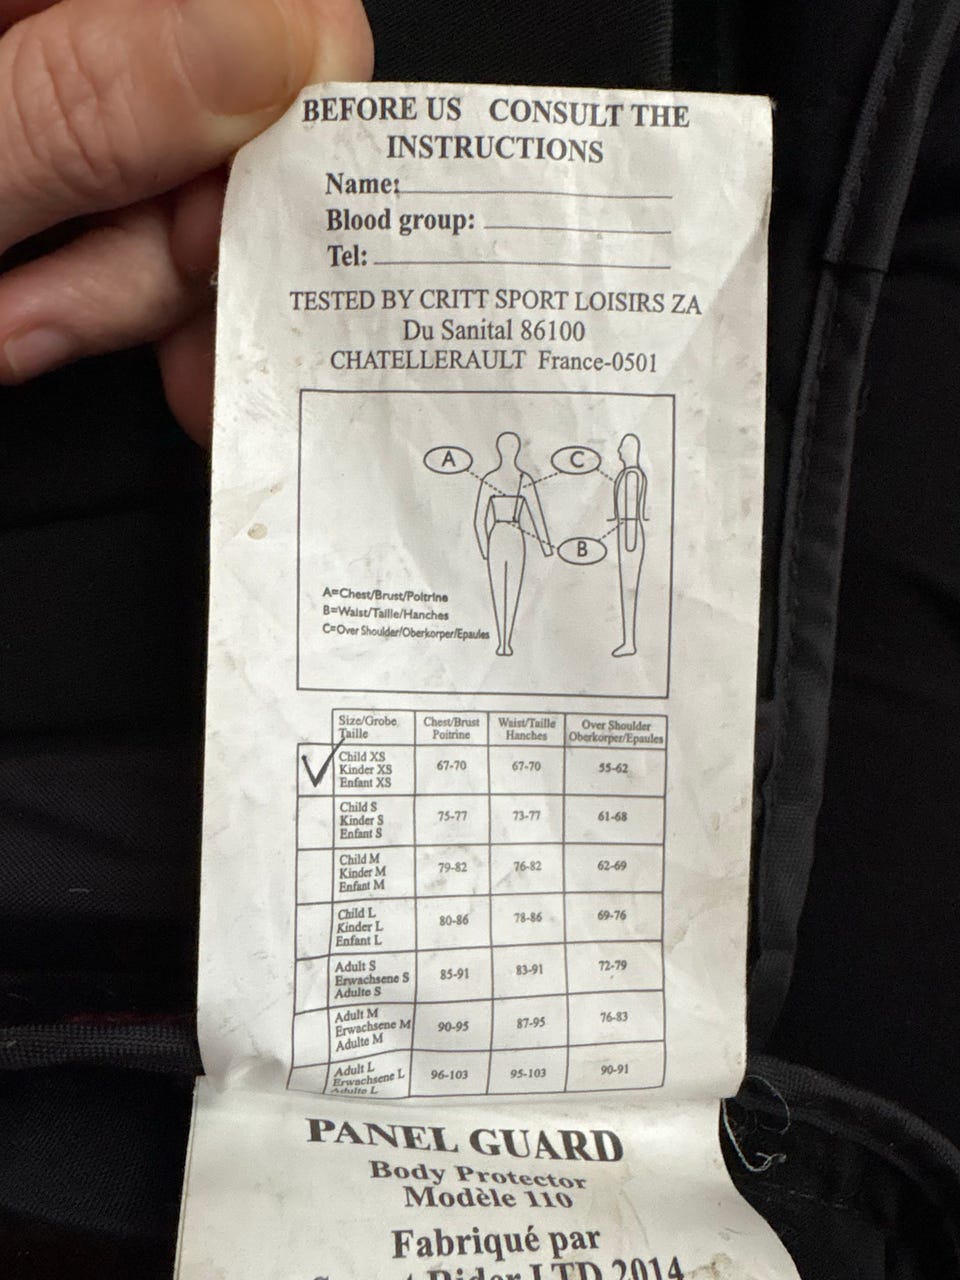 BEFORE US CONSULT THE
INSTRUCTIONS
Name:
Blood group:
Tel:
TESTED BY CRITT SPORT LOISIRS ZA
Du Sanital 86100
CHATELLERAULT France-0501
A
C
B
A=Chest/Brust/Poitrine
B=Waist/Taille/Hanches
C=Over Shoulder/Oberkorper/Epaules
Size/Grobe Chest/Brust Waist/Taille Over Shoulder
Taille Poitrine Hanches Oberkorper/Epaules
Child XS
Kinder XS 67-70 67-70 55-62
Enfant XS
Child S
Kinder S 75-77 73-77 61-68
Enfant S
Child M
Kinder M 79-82 76-82 62-69
Enfant M
Child L
Kinder L 80-86 78-86 69-76
Enfant L
Adult S
Erwachsene S 85-91 83-91 72-79
Adulte S
Adult M
Erwachsene M 90-95 87-95 76-83
Adulte M
Adult L
Erwachsene L 96-103 95-103 90-91
Adulte L
PANEL GUARD
Body Protector
Modèle 110
Fabriqué par
Rider LTD 2014